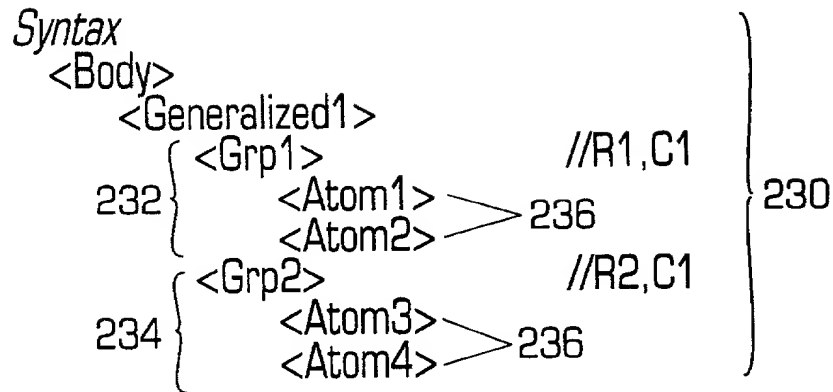 Syntax
<Body>
<Generalized1>
<Grp1> //R1,C1
232 <Atom1> 236 230
<Atom2>
<Grp2> //R2,C1
234 <Atom3> 236
<Atom4>